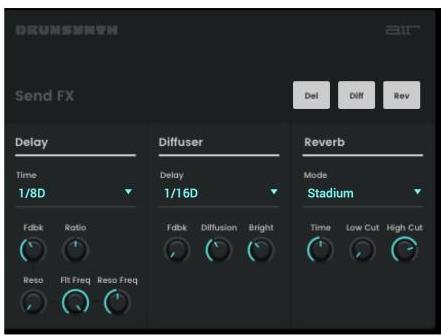 DRUMSYNTH air
Send FX Del Diff Rev
Delay Diffuser Reverb
Time Delay Mode
1/8D 1/16D Stadium
Fdbk Ratio Fdbk Diffusion Bright Time Low Cut High Cut
Reso Flt Freq Reso Freq